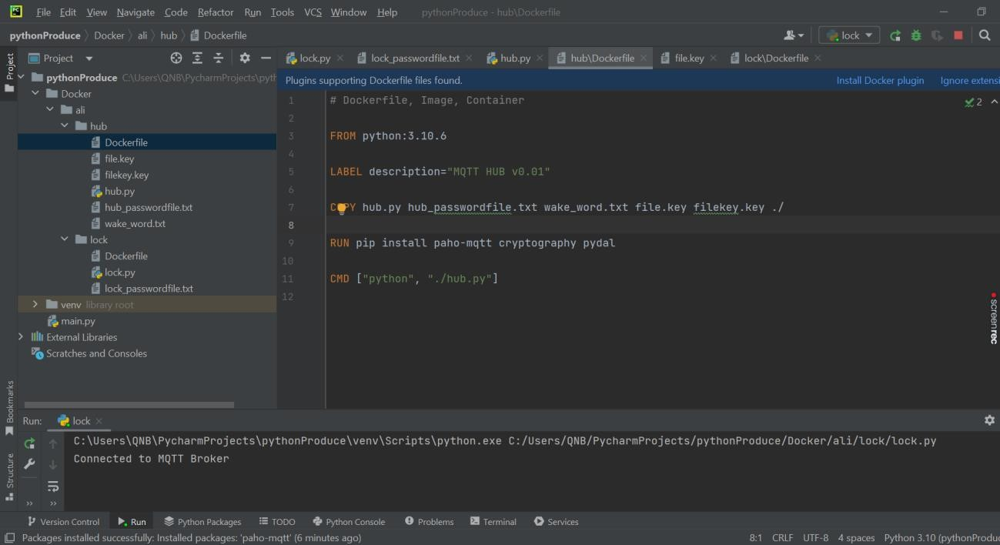 PC File Edit View Navigate Code Refactor Run Tools VCS Window Help pythonProduce - hub\Dockerfile
pythonProduce Docker ali hub Dockerfile lock
Project lock.py lock_passwordfile.txt hub.py hub\Dockerfile file.key lock\Dockerfile
Project
pythonProduce C:\Users\QNB\PycharmProjects\pyth
Docker
ali
hub
Dockerfile
file.key
filekey.key
hub.py
hub_passwordfile.txt
wake_word.txt
lock
Dockerfile
lock.py
lock_passwordfile.txt
venv library root
main.py
External Libraries
Scratches and Consoles
Plugins supporting Dockerfile files found. Install Docker plugin Ignore extensi
1 # Dockerfile, Image, Container 2
2
3 FROM python:3.10.6
4
5 LABEL description="MQTT HUB v0.01"
6
7 COPY hub.py hub_passwordfile.txt wake_word.txt file.key filekey.key ./
8
9 RUN pip install paho-mqtt cryptography pydal
10
11 CMD ["python", "./hub.py"]
12
screenrec
Bookmarks
Structure
Run: lock
C:\Users\QNB\PycharmProjects\pythonProduce\venv\Scripts\python.exe C:/Users/QNB/PycharmProjects/pythonProduce/Docker/ali/lock/lock.py
Connected to MQTT Broker
Version Control Run Python Packages TODO Python Console Problems Terminal Services
Packages installed successfully: Installed packages: 'paho-mqtt' (6 minutes ago) 8:1 CRLF UTF-8 4 spaces Python 3.10 (pythonProduc